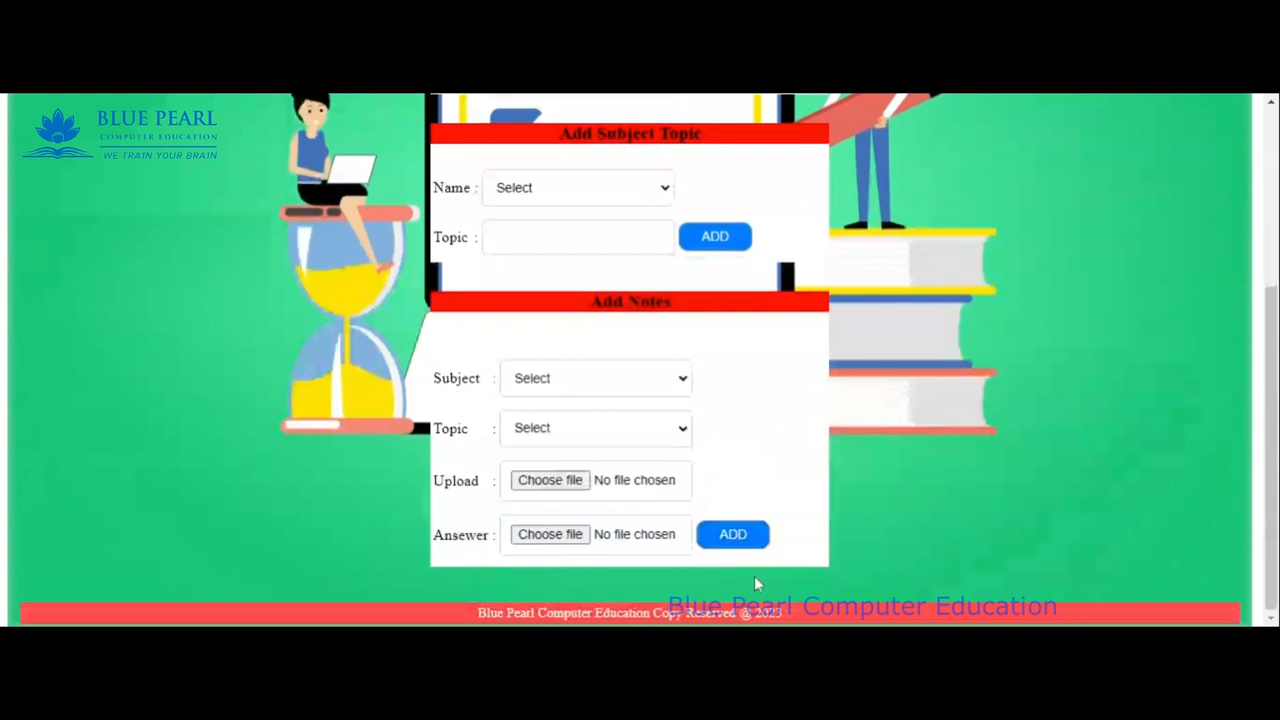 BLUE PEARL
COMPUTER EDUCATION
WE TRAIN YOUR BRAIN
Add Subject Topic
Name : Select
Topic : ADD
Add Notes
Subject : Select
Topic : Select
Upload : Choose file No file chosen
Ansewer : Choose file No file chosen ADD
Blue Pearl Computer Education
Blue Pearl Computer Education Copy Reserved @ 2023